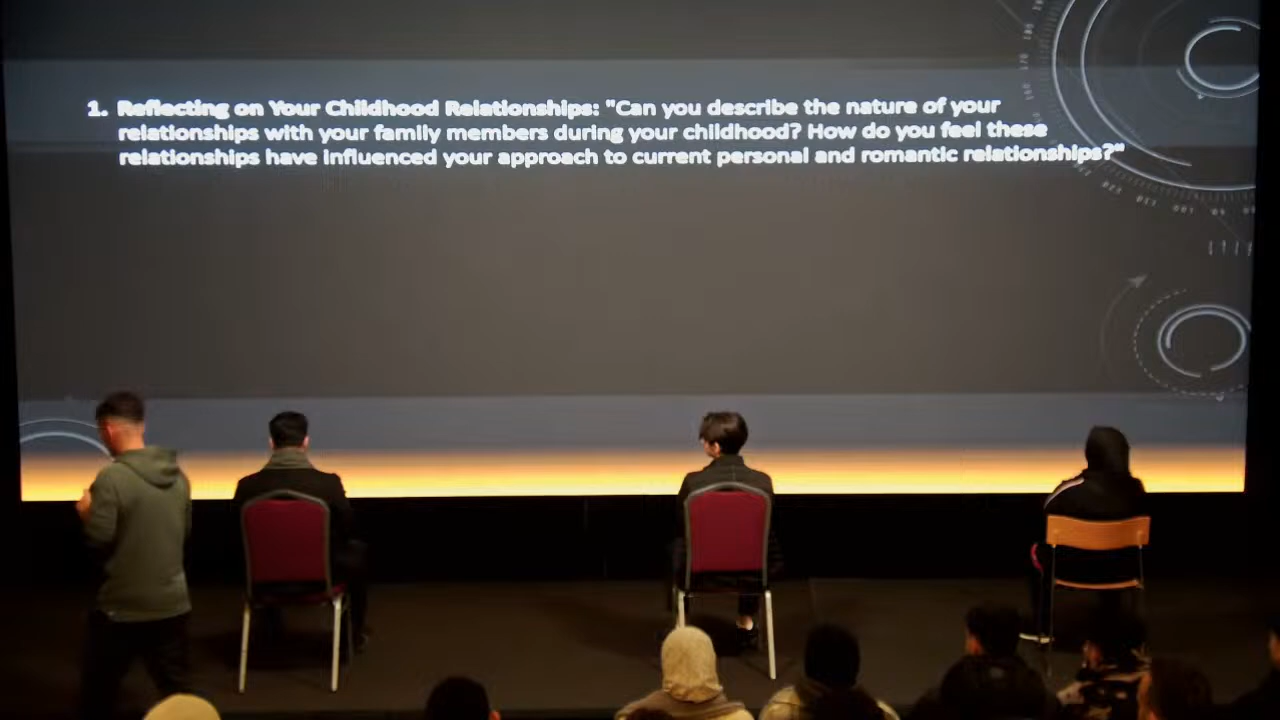 1. Reflecting on Your Childhood Relationships: "Can you describe the nature of your
relationships with your family members during your childhood? How do you feel these
relationships have influenced your approach to current personal and romantic relationships?"